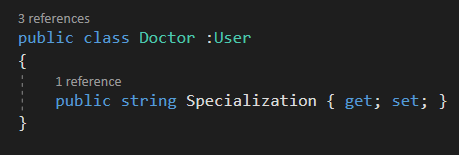 3 references
public class Doctor :User
{
1 reference
public string Specialization { get; set; }
}